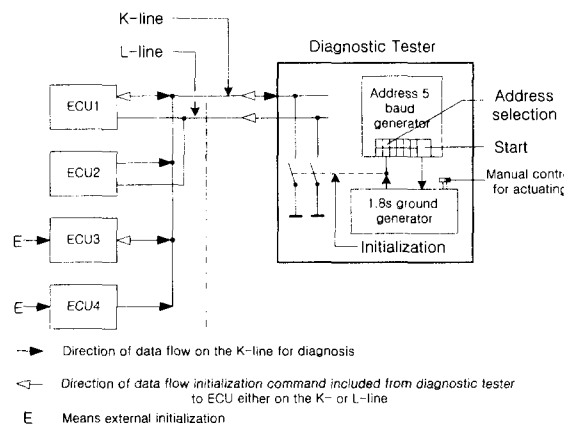 K-line
L-line
Diagnostic Tester
ECU1
ECU2
ECU3
ECU4
E
E
Address 5
baud
generator
Address
selection
Start
Manual contr
for actuating
1.8s ground
generator
Initialization
Direction of data flow on the K-line for diagnosis
Direction of data flow initialization command included from diagnostic tester
to ECU either on the K- or L-line
E Means external initialization